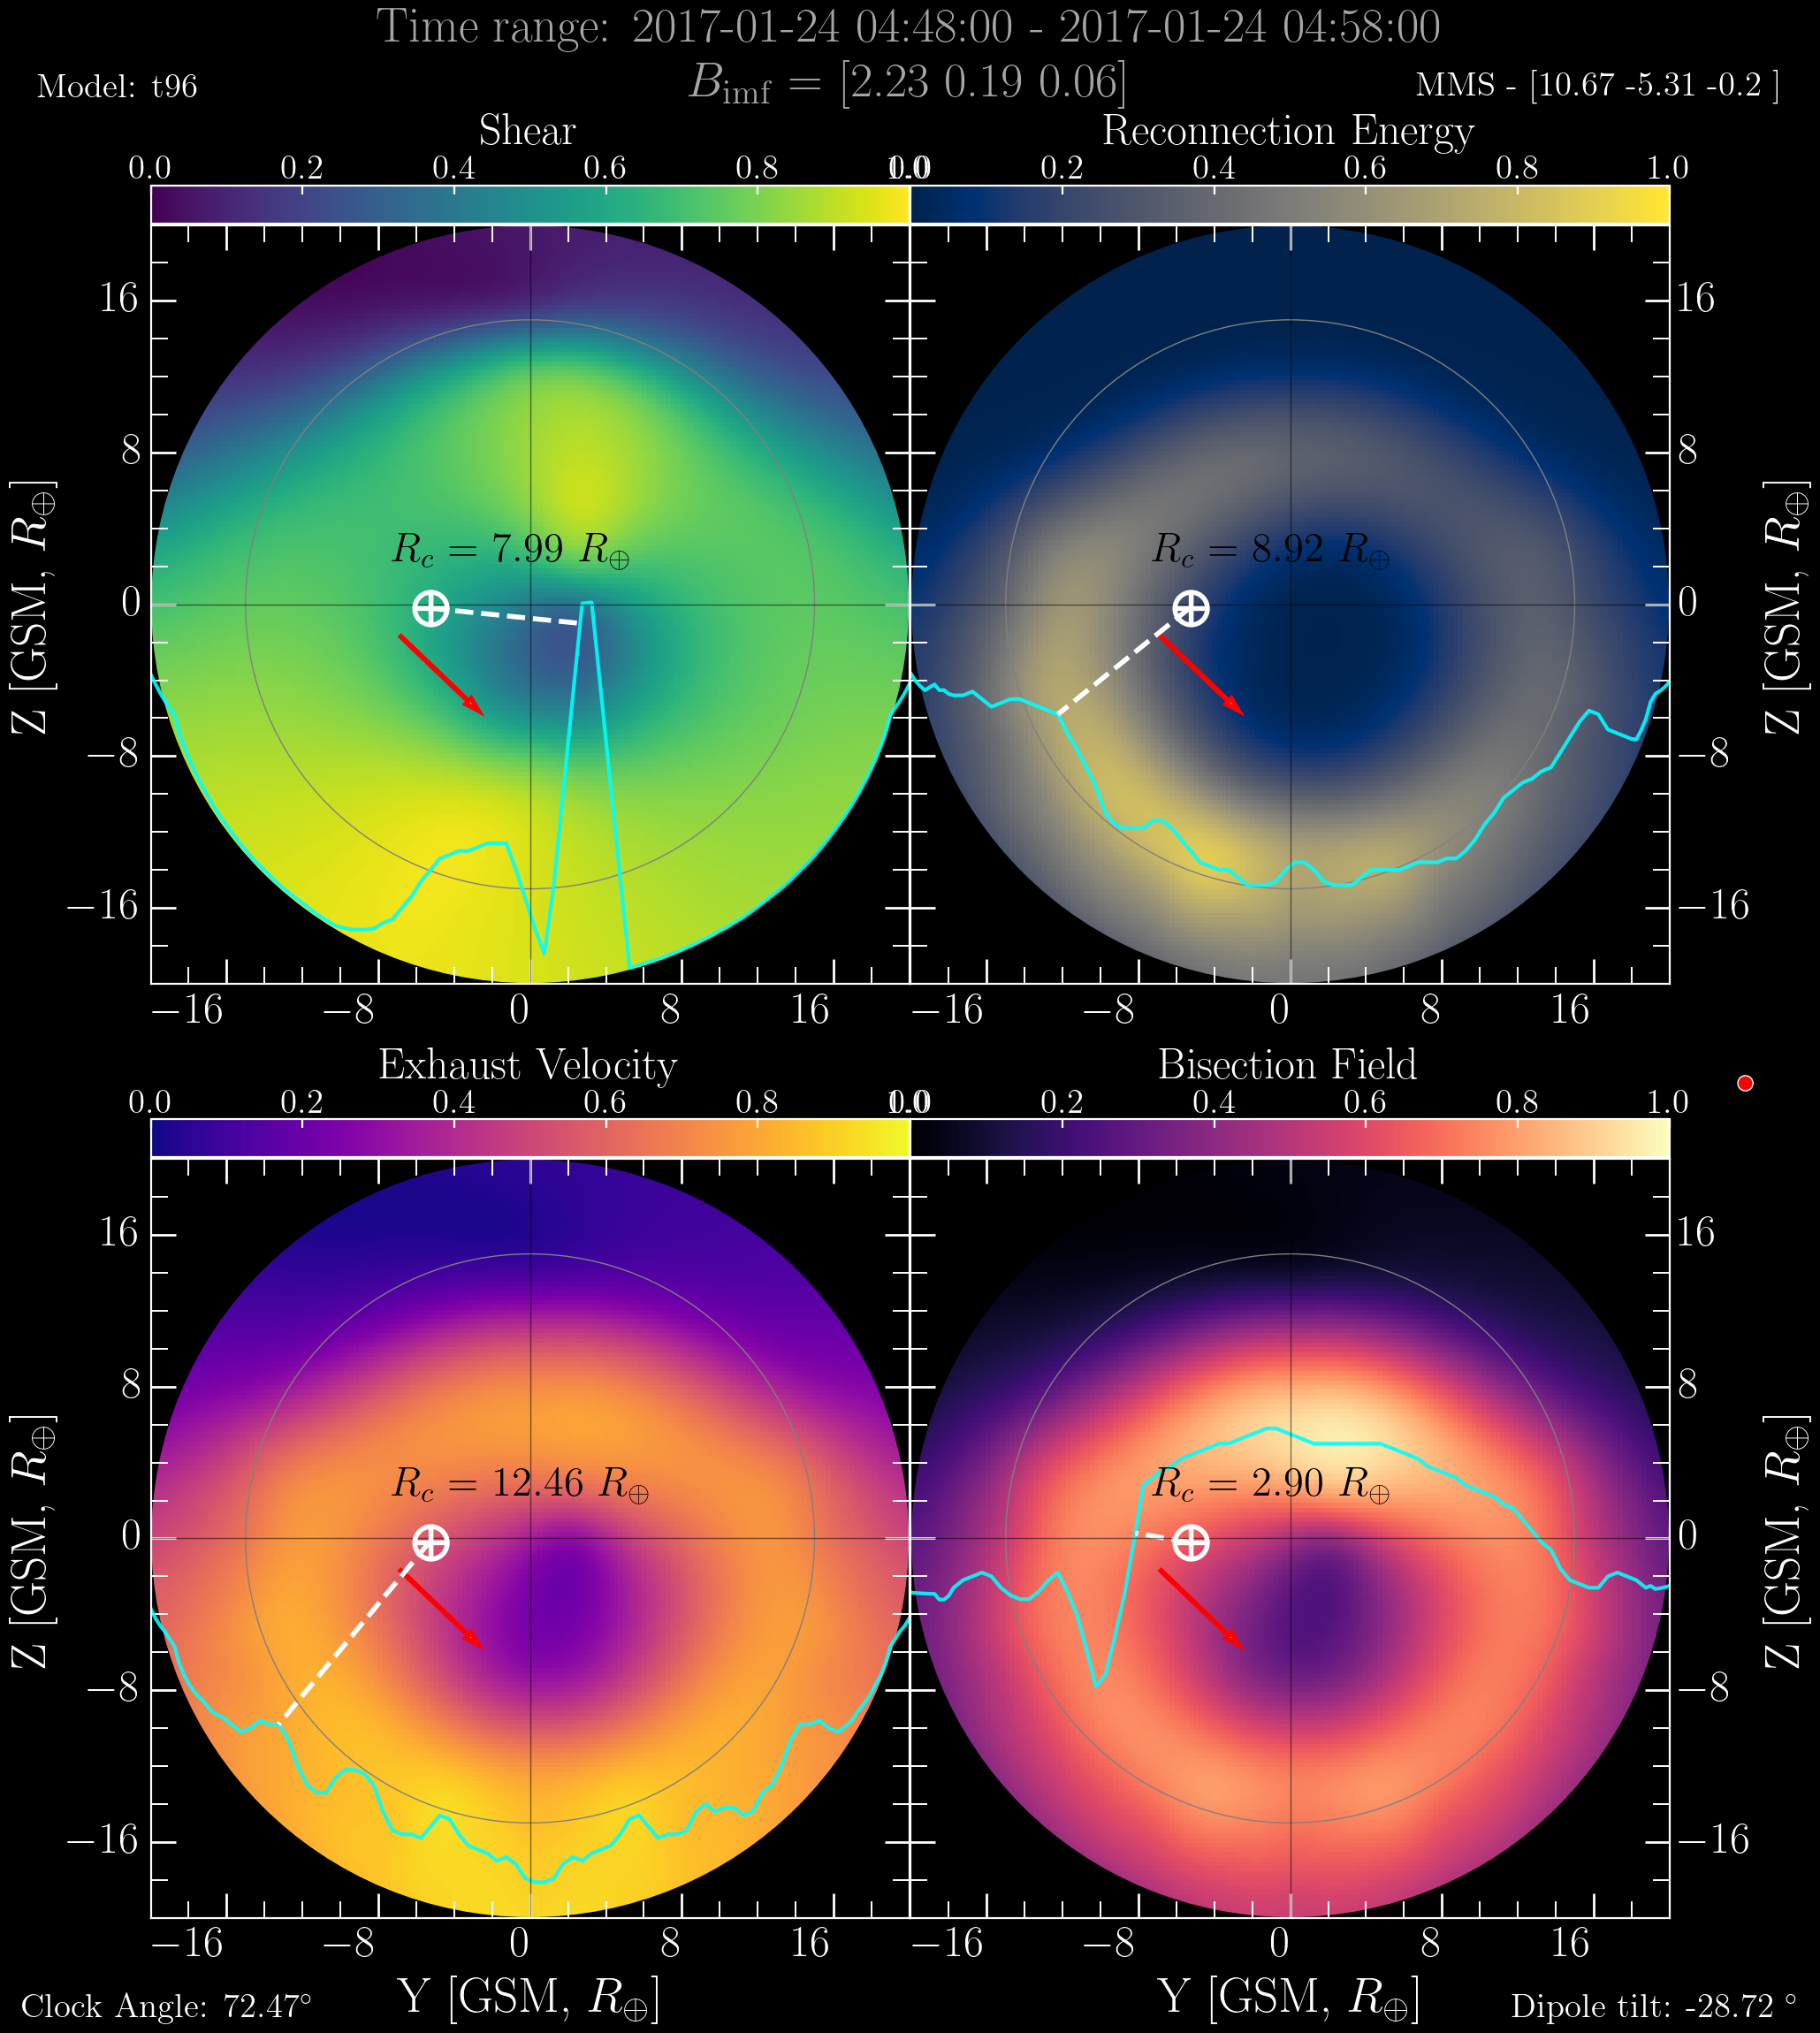 Time range: 2017-01-24 04:48:00 - 2017-01-24 04:58:00
Model: t96
B_imf = [2.23 0.19 0.06]
MMS - [10.67 -5.31 -0.2 ]
Shear
Reconnection Energy
0.0 0.2 0.4 0.6 0.8 1.0
0.0 0.2 0.4 0.6 0.8 1.0
16
8
0
−8
−16
Z [GSM, R⊕]
R_c = 7.99 R⊕
R_c = 8.92 R⊕
16
8
0
−8
−16
Z [GSM, R⊕]
−16 −8 0 8 16
−16 −8 0 8 16
Exhaust Velocity
Bisection Field
0.0 0.2 0.4 0.6 0.8 1.0
0.0 0.2 0.4 0.6 0.8 1.0
16
8
0
−8
−16
Z [GSM, R⊕]
R_c = 12.46 R⊕
R_c = 2.90 R⊕
16
8
0
−8
−16
Z [GSM, R⊕]
−16 −8 0 8 16
−16 −8 0 8 16
Y [GSM, R⊕]
Y [GSM, R⊕]
Clock Angle: 72.47°
Dipole tilt: -28.72 °